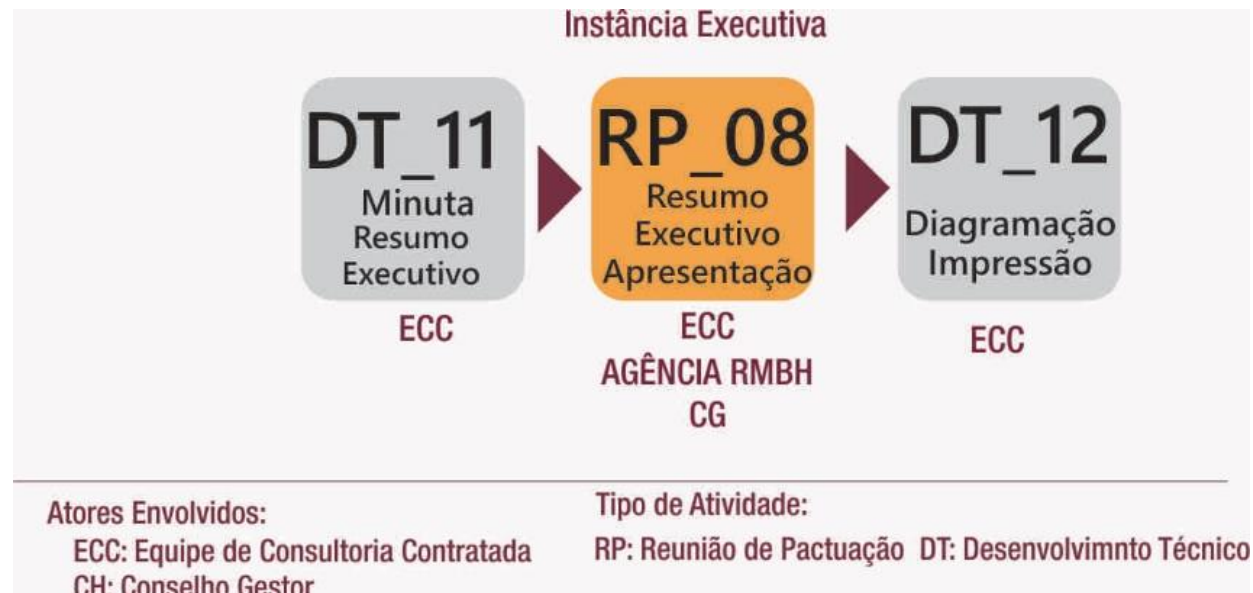 Instância Executiva
DT_11
Minuta
Resumo
Executivo
ECC
RP_08
Resumo
Executivo
Apresentação
ECC
AGÊNCIA RMBH
CG
DT_12
Diagramação
Impressão
ECC
Atores Envolvidos:
ECC: Equipe de Consultoria Contratada
CH: Conselho Gestor
Tipo de Atividade:
RP: Reunião de Pactuação DT: Desenvolvimnto Técnico